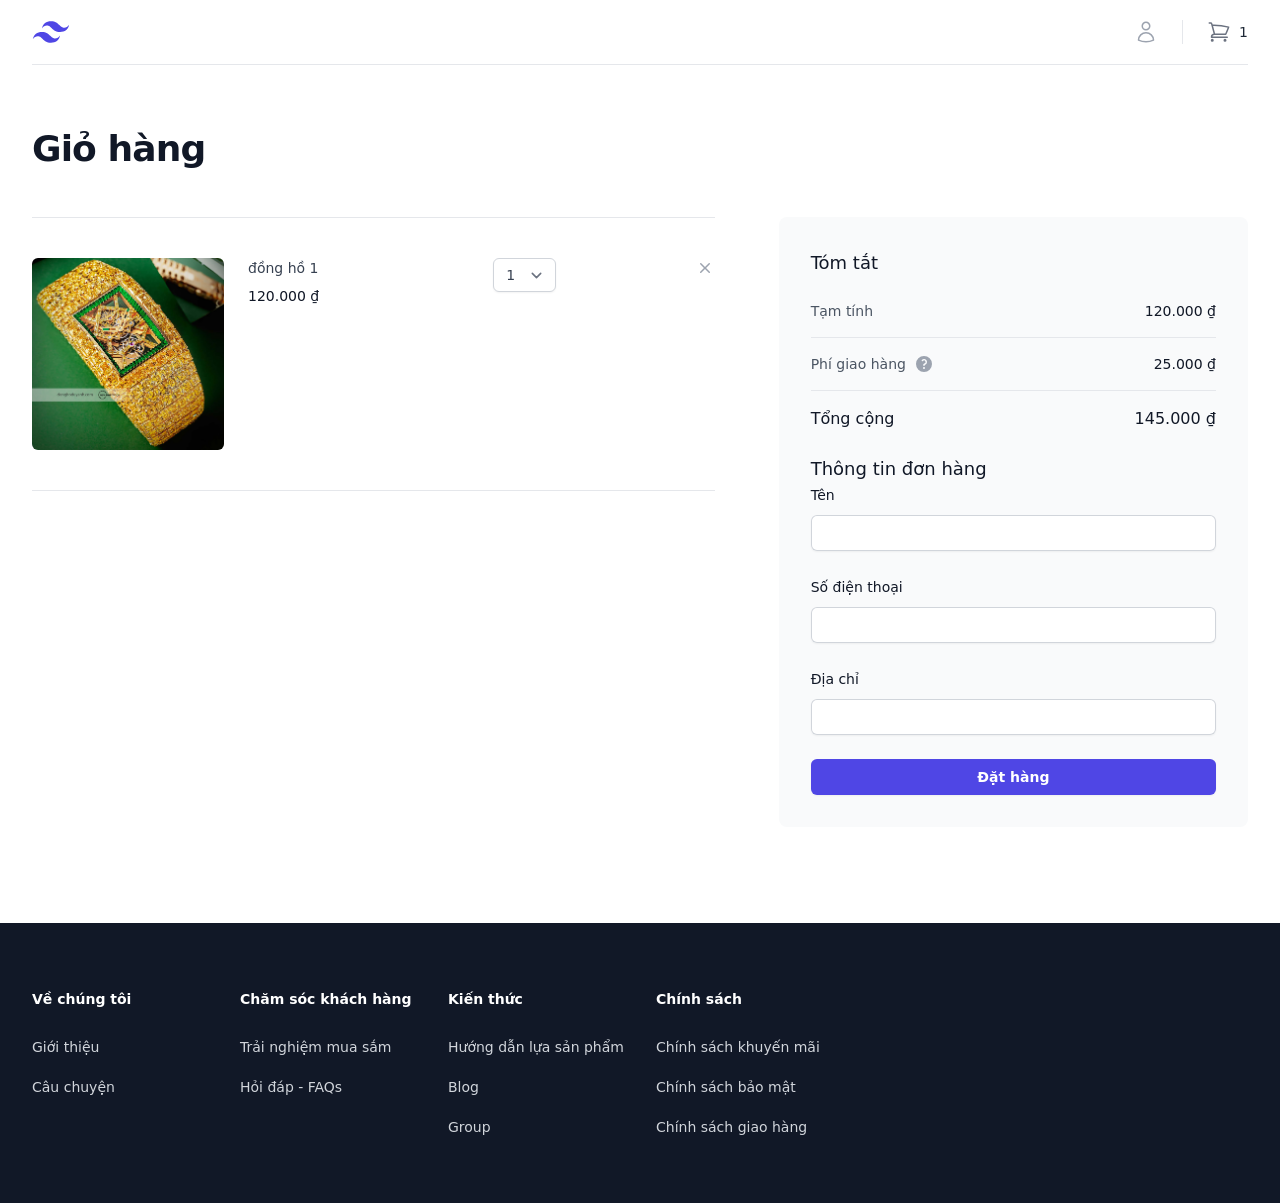 1
Giỏ hàng
đồng hồ 1
120.000 ₫
1
Tóm tắt
Tạm tính
120.000 ₫
Phí giao hàng ?
25.000 ₫
Tổng cộng
145.000 ₫
Thông tin đơn hàng
Tên
Số điện thoại
Địa chỉ
Đặt hàng
Về chúng tôi
Giới thiệu
Câu chuyện
Chăm sóc khách hàng
Trải nghiệm mua sắm
Hỏi đáp - FAQs
Kiến thức
Hướng dẫn lựa sản phẩm
Blog
Group
Chính sách
Chính sách khuyến mãi
Chính sách bảo mật
Chính sách giao hàng